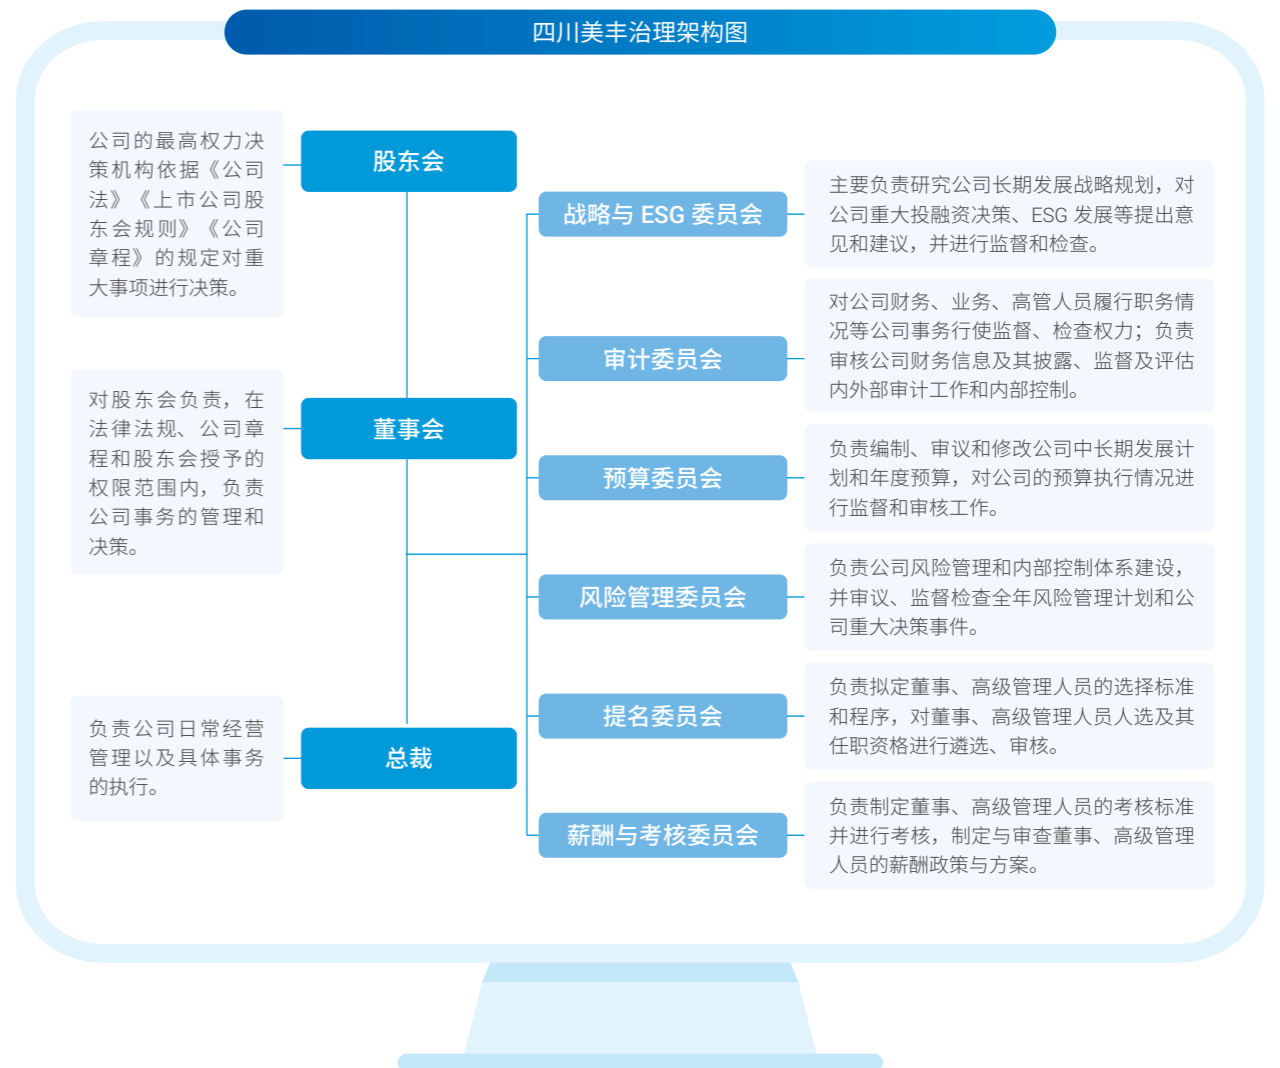 四川美丰治理架构图
股东会
公司的最高权力决
策机构依据《公司
法》《上市公司股
东会规则》《公司
章程》的规定对重
大事项进行决策。
董事会
对股东会负责，在
法律法规、公司章
程和股东会授予的
权限范围内，负责
公司事务的管理和
决策。
总裁
负责公司日常经营
管理以及具体事务
的执行。
战略与 ESG 委员会
主要负责研究公司长期发展战略规划，对
公司重大投融资决策、ESG 发展等提出意
见和建议，并进行监督和检查。
审计委员会
对公司财务、业务、高管人员履行职务情
况等公司事务行使监督、检查权力；负责
审核公司财务信息及其披露、监督及评估
内外部审计工作和内部控制。
预算委员会
负责编制、审议和修改公司中长期发展计
划和年度预算，对公司的预算执行情况进
行监督和审核工作。
风险管理委员会
负责公司风险管理和内部控制体系建设，
并审议、监督检查全年风险管理计划和公
司重大决策事件。
提名委员会
负责拟定董事、高级管理人员的选择标准
和程序，对董事、高级管理人员人选及其
任职资格进行遴选、审核。
薪酬与考核委员会
负责制定董事、高级管理人员的考核标准
并进行考核，制定与审查董事、高级管理
人员的薪酬政策与方案。